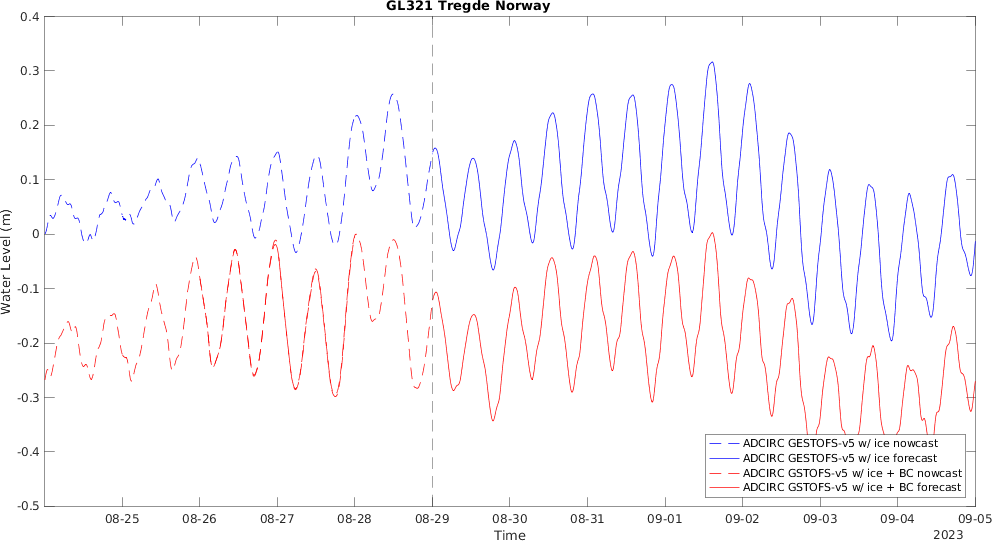 GL321 Tregde Norway
0.4
0.3
0.2
0.1
0
-0.1
-0.2
-0.3
-0.4
-0.5
Water Level (m)
08-25 08-26 08-27 08-28 08-29 08-30 08-31 09-01 09-02 09-03 09-04 09-05
Time
2023
ADCIRC GESTOFS-v5 w/ ice nowcast
ADCIRC GESTOFS-v5 w/ ice forecast
ADCIRC GSTOFS-v5 w/ ice + BC nowcast
ADCIRC GSTOFS-v5 w/ ice + BC forecast